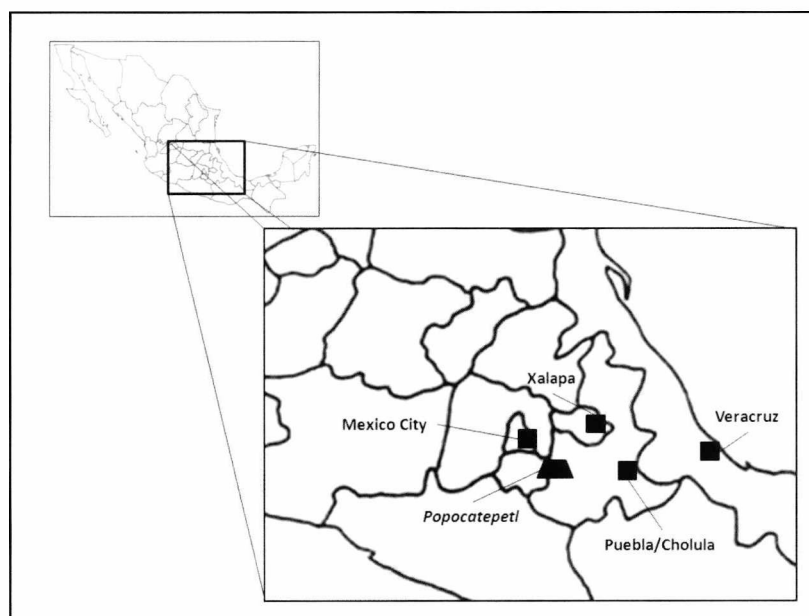 Xalapa
Mexico City
Veracruz
Popocatepetl
Puebla/Cholula